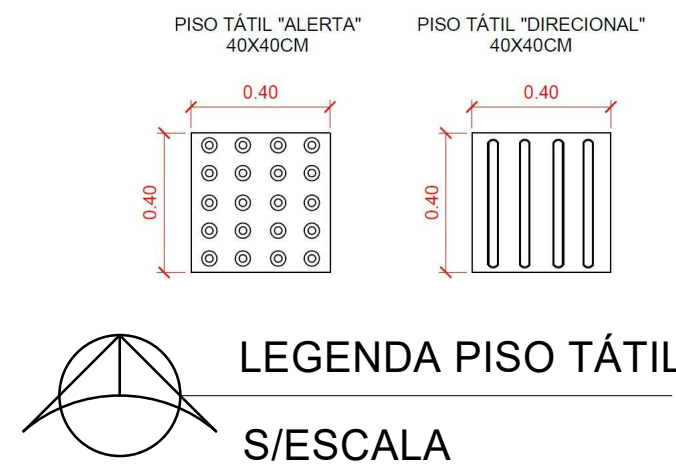 PISO TÁTIL "ALERTA"
40X40CM
PISO TÁTIL "DIRECIONAL"
40X40CM
0.40
0.40
0.40
0.40
LEGENDA PISO TÁTIL
S/ESCALA